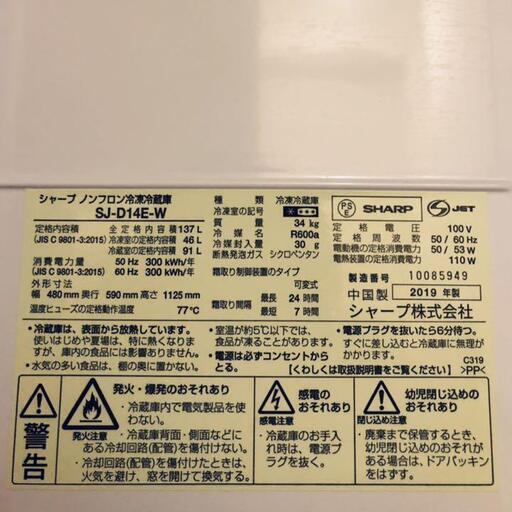 シャープ ノンフロン冷凍冷蔵庫
SJ-D14E-W
定格内容積 全定格内容積 137 L
(JIS C 9801-3:2015) 冷凍室の定格内容積 46 L
冷蔵室の定格内容積 91 L
消費電力量 50 Hz 300 kWh/年
(JIS C 9801-3:2015) 60 Hz 300 kWh/年
外形寸法
幅 480 mm 奥行 590 mm 高さ 1125 mm
温度ヒューズの定格動作温度 77℃
種類 冷凍冷蔵庫
冷凍室の記号
質量 34 kg
冷媒名 R600a
冷媒封入量 30 g
断熱発泡ガス シクロペンタン
霜取り制御装置のタイプ
可変式
霜取り間隔 最長 24 時間
最短 7 時間
PS
E
SHARP
S JET
定格電圧 100 V
定格周波数 50 / 60 Hz
電動機の定格消費電力 50 / 53 W
電熱装置の定格消費電力 110 W
製造番号 10085949
中国製 2019 年製
シャープ株式会社
• 冷蔵庫は、表面から放熱しています。
使いはじめや夏場は、特に熱くなりま
すが、庫内の食品には影響ありません。
• 水気の多い食品は、棚の奥に置かない。
• 室温が約5℃以下では、
食品が凍ることがあります。
• 電源は必ずコンセントか
らとる。
• 電源プラグを抜いたら6分待つ。
すぐに差し込むと冷蔵庫に無理が
かかります。
【くわしくは取扱説明書をご覧ください】
C319
>PP<
警告
発火・爆発のおそれあり
発火注意
• 冷蔵庫内で電気製品を使
わない。
• 冷蔵庫背面・側面などに
ある冷却回路(配管)を傷付けない。
• 冷却回路(配管)を傷付けたときは、
火気を避け、窓を開けて換気する。
感電の
おそれあり
感電注意
• 冷蔵庫のお手入
れ時は、電源プラ
グを抜く。
幼児閉じ込めの
おそれあり
閉じ込め注意
• 廃棄まで保管するときなど、
幼児閉じ込めのおそれがある
場合は、ドアパッキンを
はずす。